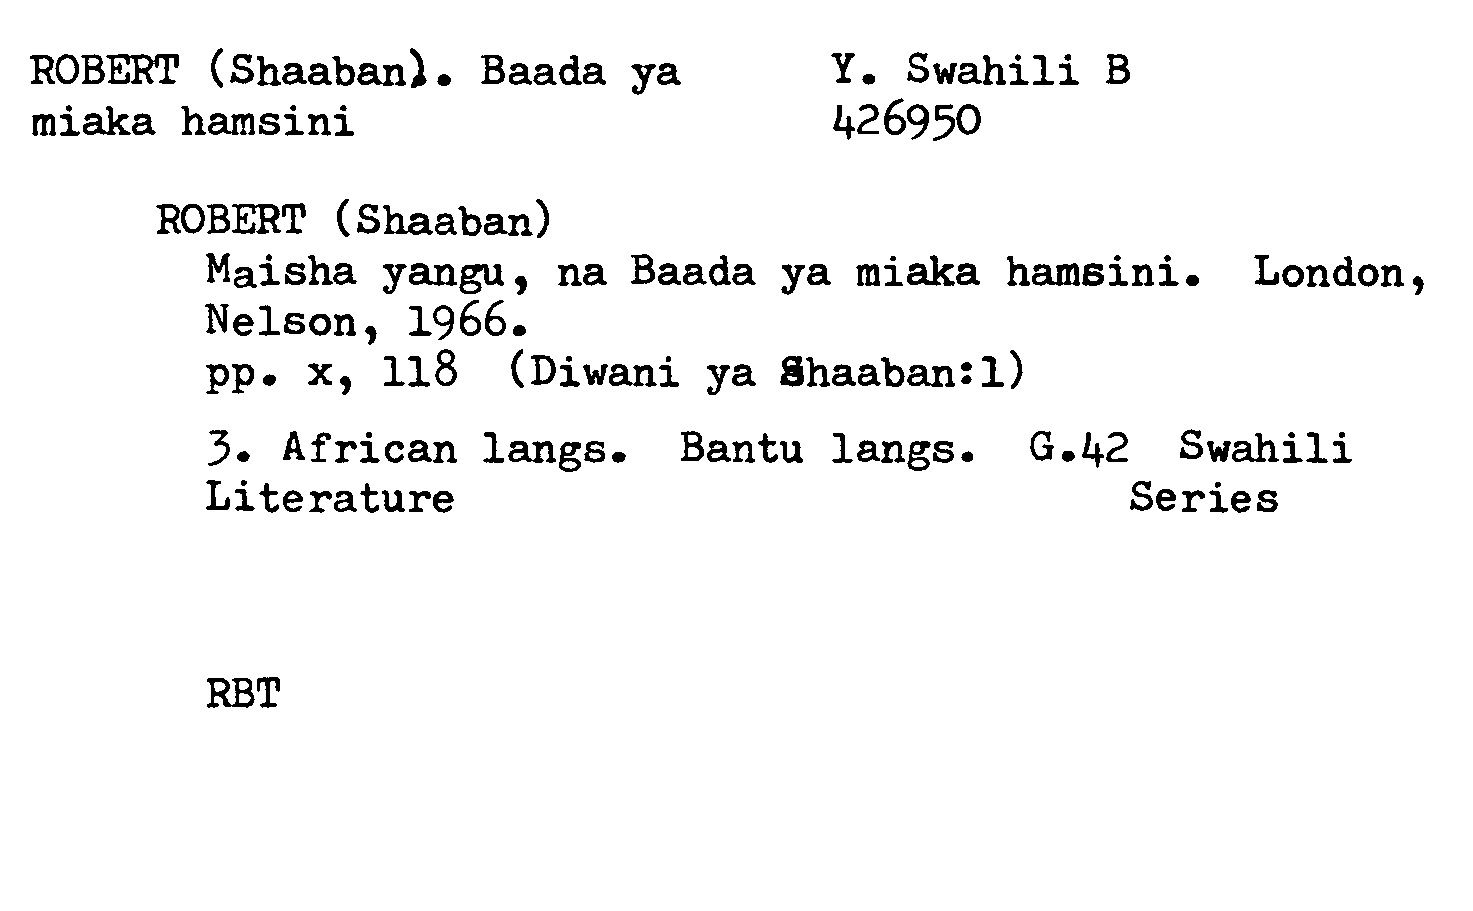 ROBERT (Shaaban). Baada ya miaka hamsini
Y. Swahili B
426950
ROBERT (Shaaban)
Maisha yangu, na Baada ya miaka hamsini. London,
Nelson, 1966.
pp. x, 118 (Diwani ya Shaaban:1)
3. African langs. Bantu langs. G.42 Swahili
Literature Series
RBT